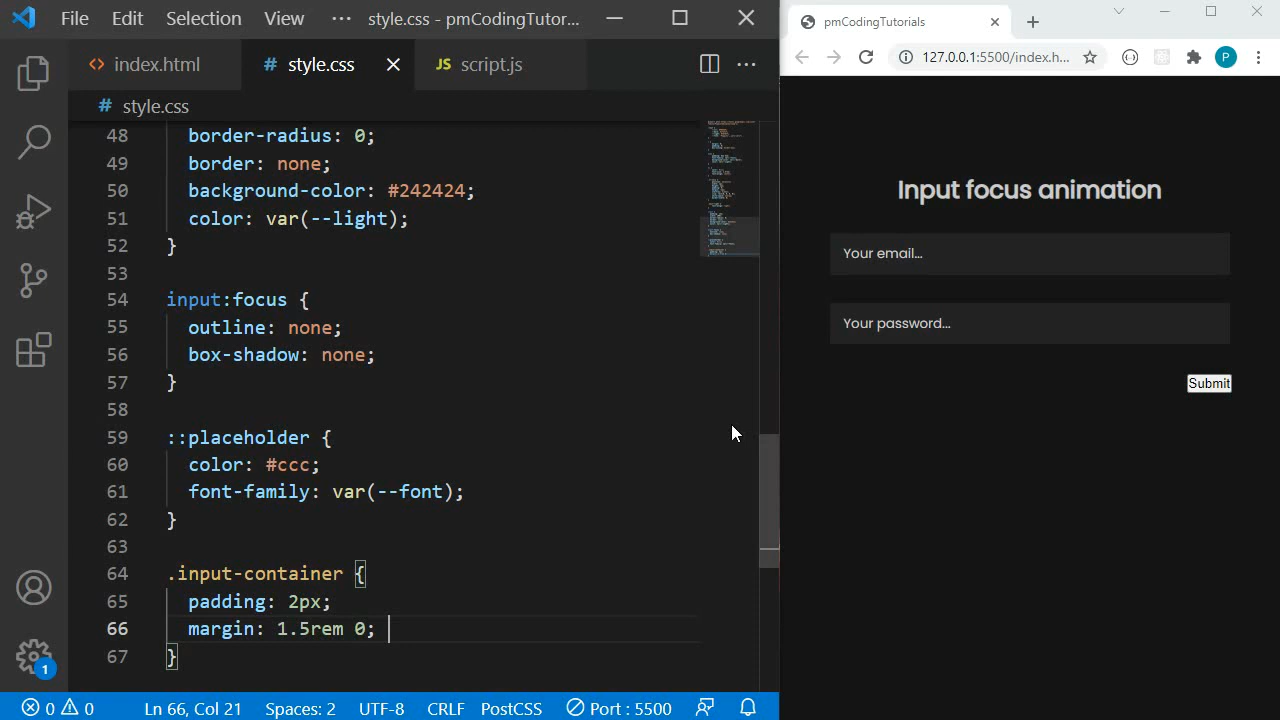 File Edit Selection View ··· style.css - pmCodingTutor...
index.html # style.css JS script.js ···
# style.css
48 border-radius: 0;
49 border: none;
50 background-color: #242424;
51 color: var(--light);
52 }
53
54 input:focus {
55 outline: none;
56 box-shadow: none;
57 }
58
59 ::placeholder {
60 color: #ccc;
61 font-family: var(--font);
62 }
63
64 .input-container {
65 padding: 2px;
66 margin: 1.5rem 0;
67 }
1
0 0 Ln 66, Col 21 Spaces: 2 UTF-8 CRLF PostCSS Port : 5500
pmCodingTutorials
127.0.0.1:5500/index.h... P
Input focus animation
Your email...
Your password...
Submit